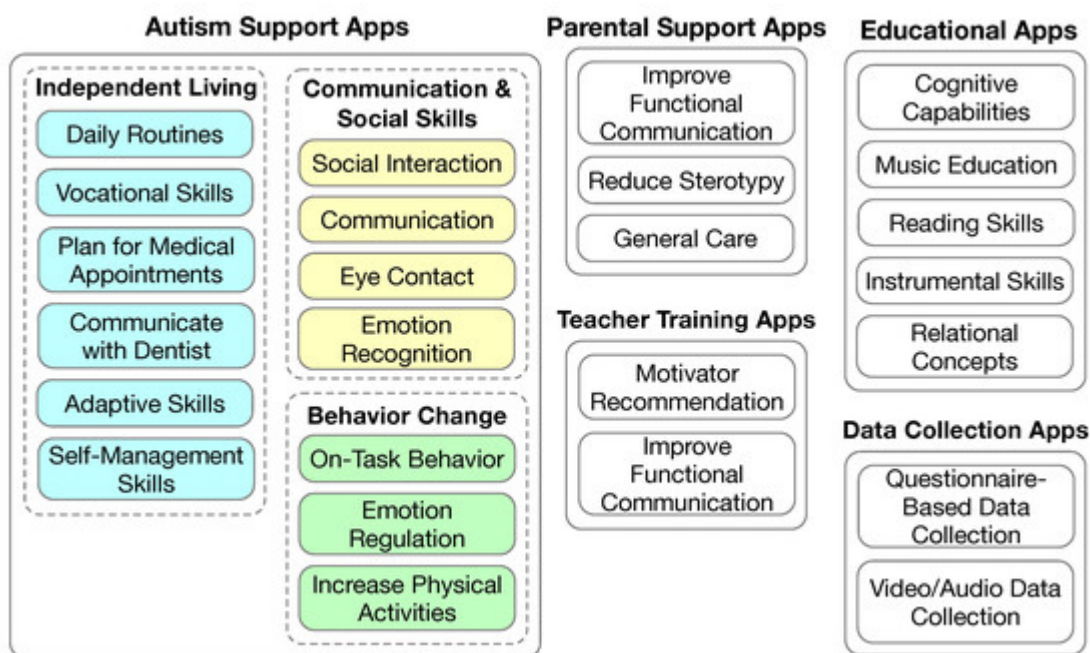 Autism Support Apps
Independent Living
Daily Routines
Vocational Skills
Plan for Medical
Appointments
Communicate
with Dentist
Adaptive Skills
Self-Management
Skills
Communication &
Social Skills
Social Interaction
Communication
Eye Contact
Emotion
Recognition
Behavior Change
On-Task Behavior
Emotion
Regulation
Increase Physical
Activities
Parental Support Apps
Improve
Functional
Communication
Reduce Sterotypy
General Care
Teacher Training Apps
Motivator
Recommendation
Improve
Functional
Communication
Educational Apps
Cognitive
Capabilities
Music Education
Reading Skills
Instrumental Skills
Relational
Concepts
Data Collection Apps
Questionnaire-
Based Data
Collection
Video/Audio Data
Collection